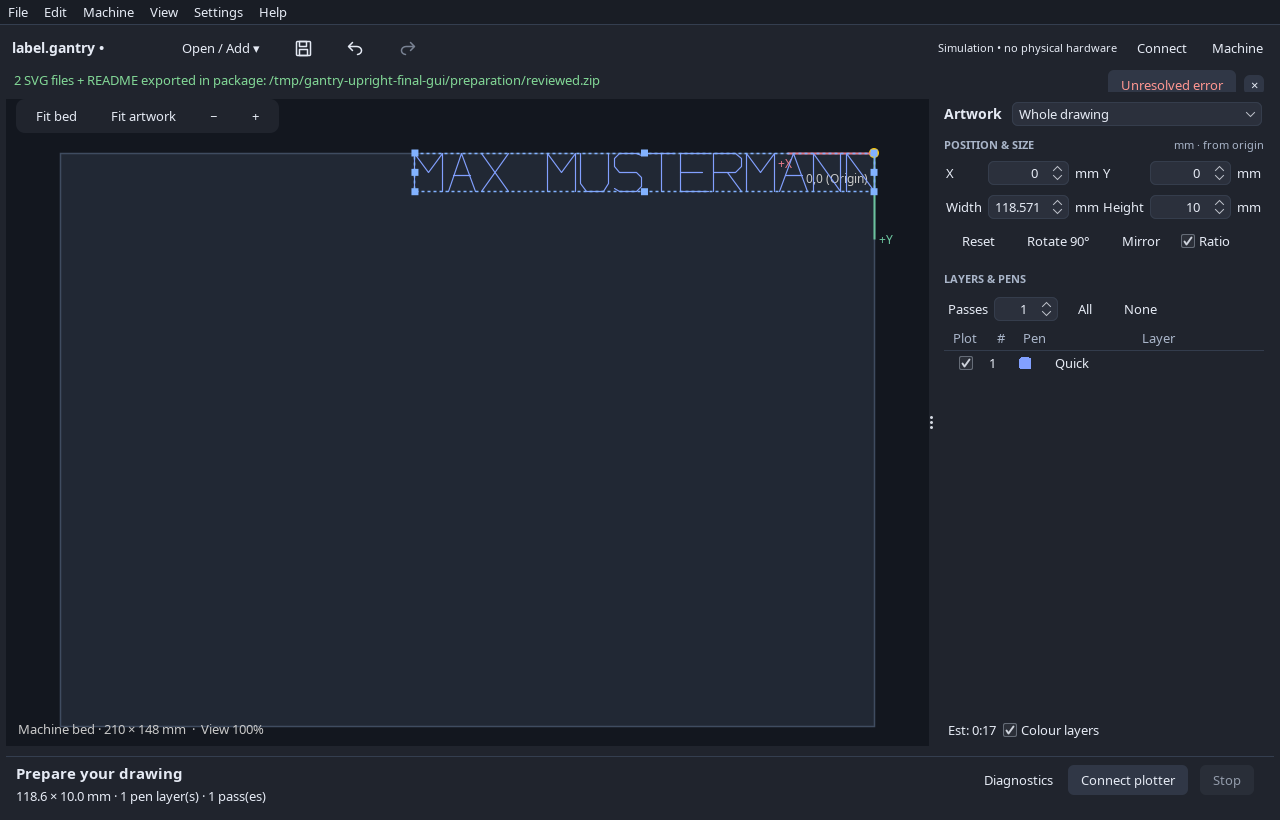 File Edit Machine View Settings Help
label.gantry • Open / Add ▾ Simulation • no physical hardware Connect Machine
2 SVG files + README exported in package: /tmp/gantry-upright-final-gui/preparation/reviewed.zip Unresolved error ×
Fit bed Fit artwork − +
Artwork Whole drawing
POSITION & SIZE mm · from origin
X 0 mm Y 0 mm
Width 118.571 mm Height 10 mm
Reset Rotate 90° Mirror Ratio
LAYERS & PENS
Passes 1 All None
Plot # Pen Layer
1 Quick
MAX MUSTERMANN
+X
0,0 (Origin)
+Y
Machine bed · 210 × 148 mm · View 100%
Est: 0:17 Colour layers
Prepare your drawing
118.6 × 10.0 mm · 1 pen layer(s) · 1 pass(es)
Diagnostics Connect plotter Stop